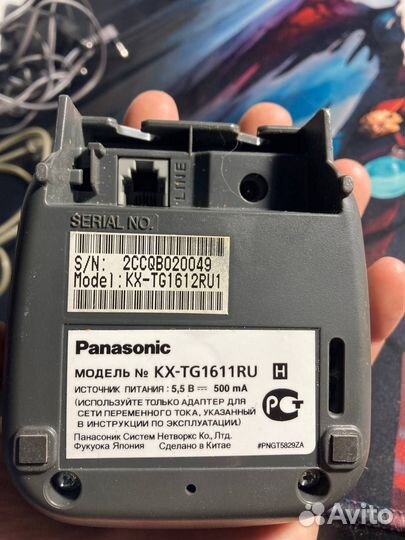 LINE
SERIAL NO.
S/N: 2CCQB020049
Model:KX-TG1612RU1
Panasonic
МОДЕЛЬ № KX-TG1611RU H
ИСТОЧНИК ПИТАНИЯ : 5,5 В 500 mA
(ИСПОЛЬЗУЙТЕ ТОЛЬКО АДАПТЕР ДЛЯ
СЕТИ ПЕРЕМЕННОГО ТОКА, УКАЗАННЫЙ
В ИНСТРУКЦИИ ПО ЭКСПЛУАТАЦИИ.)
Панасоник Систем Нетворкс Ко., Лтд.
Фукуока Япония Сделано в Китае
#PNGT5829ZA
Avito